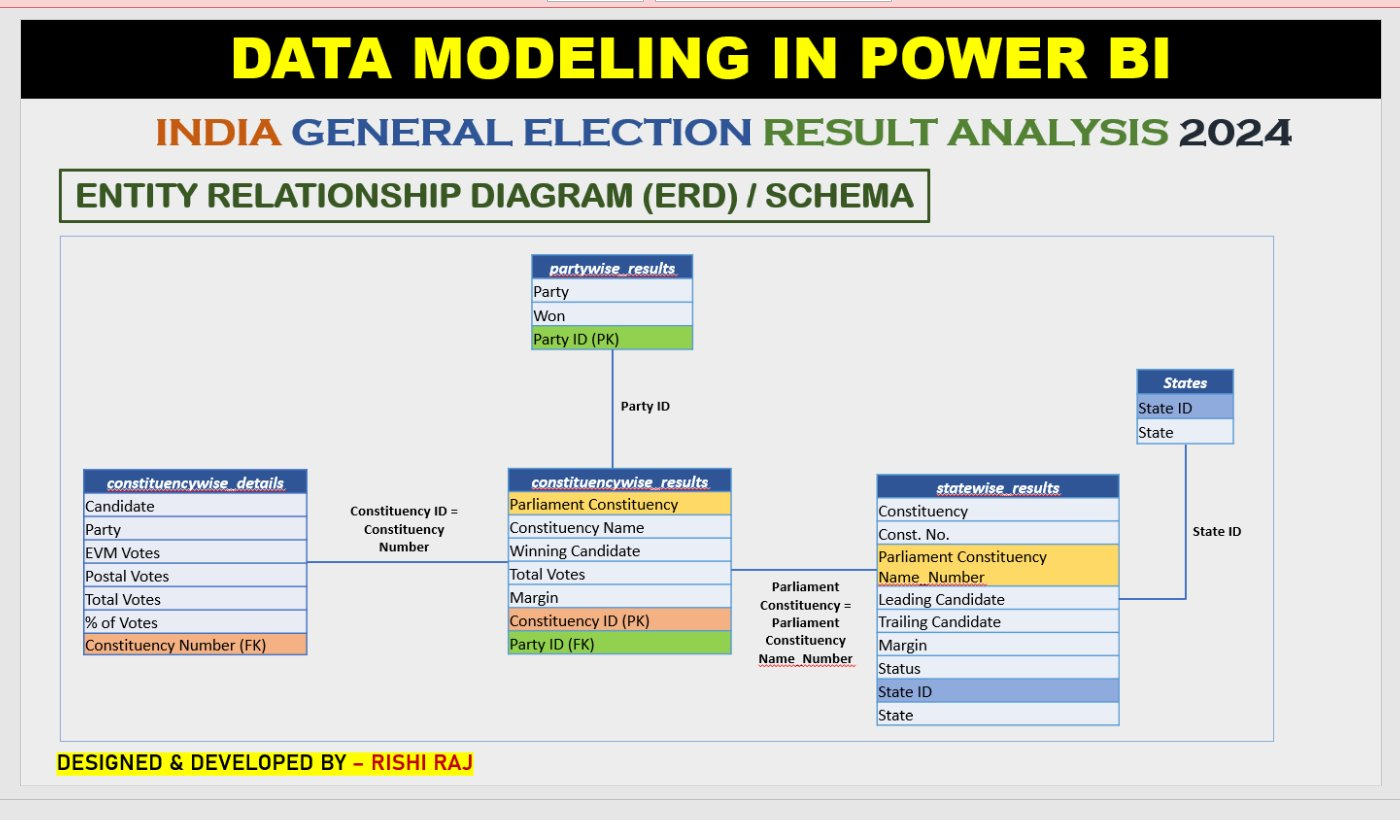 DATA MODELING IN POWER BI
INDIA GENERAL ELECTION RESULT ANALYSIS 2024
ENTITY RELATIONSHIP DIAGRAM (ERD) / SCHEMA
partywise_results
Party
Won
Party ID (PK)
Party ID
States
State ID
State
State ID
constituencywise_details
Candidate
Party
EVM Votes
Postal Votes
Total Votes
% of Votes
Constituency Number (FK)
Constituency ID =
Constituency
Number
constituencywise_results
Parliament Constituency
Constituency Name
Winning Candidate
Total Votes
Margin
Constituency ID (PK)
Party ID (FK)
Parliament
Constituency =
Parliament
Constituency
Name_Number
statewise_results
Constituency
Const. No.
Parliament Constituency
Name_Number
Leading Candidate
Trailing Candidate
Margin
Status
State ID
State
DESIGNED & DEVELOPED BY – RISHI RAJ